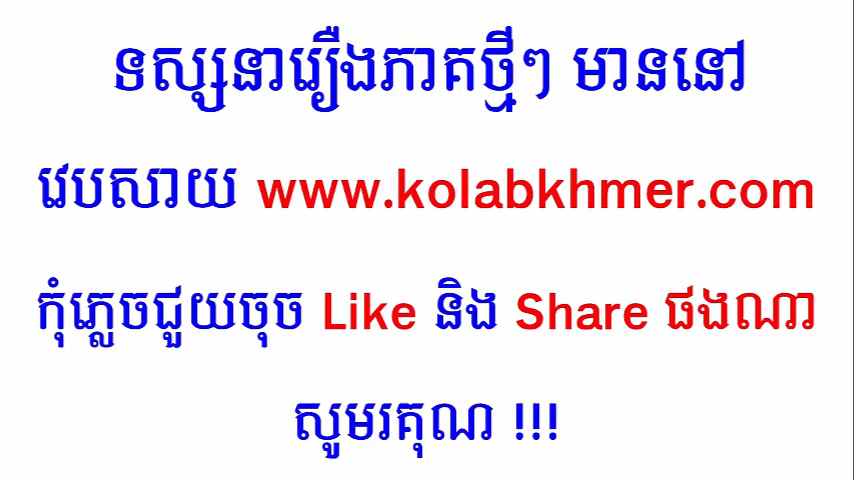 ទស្សនារឿងភាគថ្មីៗ មាននៅ
វេបសាយ www.kolabkhmer.com
កុំភ្លេចជួយចុច Like និង Share ផងណា
សូមរគុណ !!!